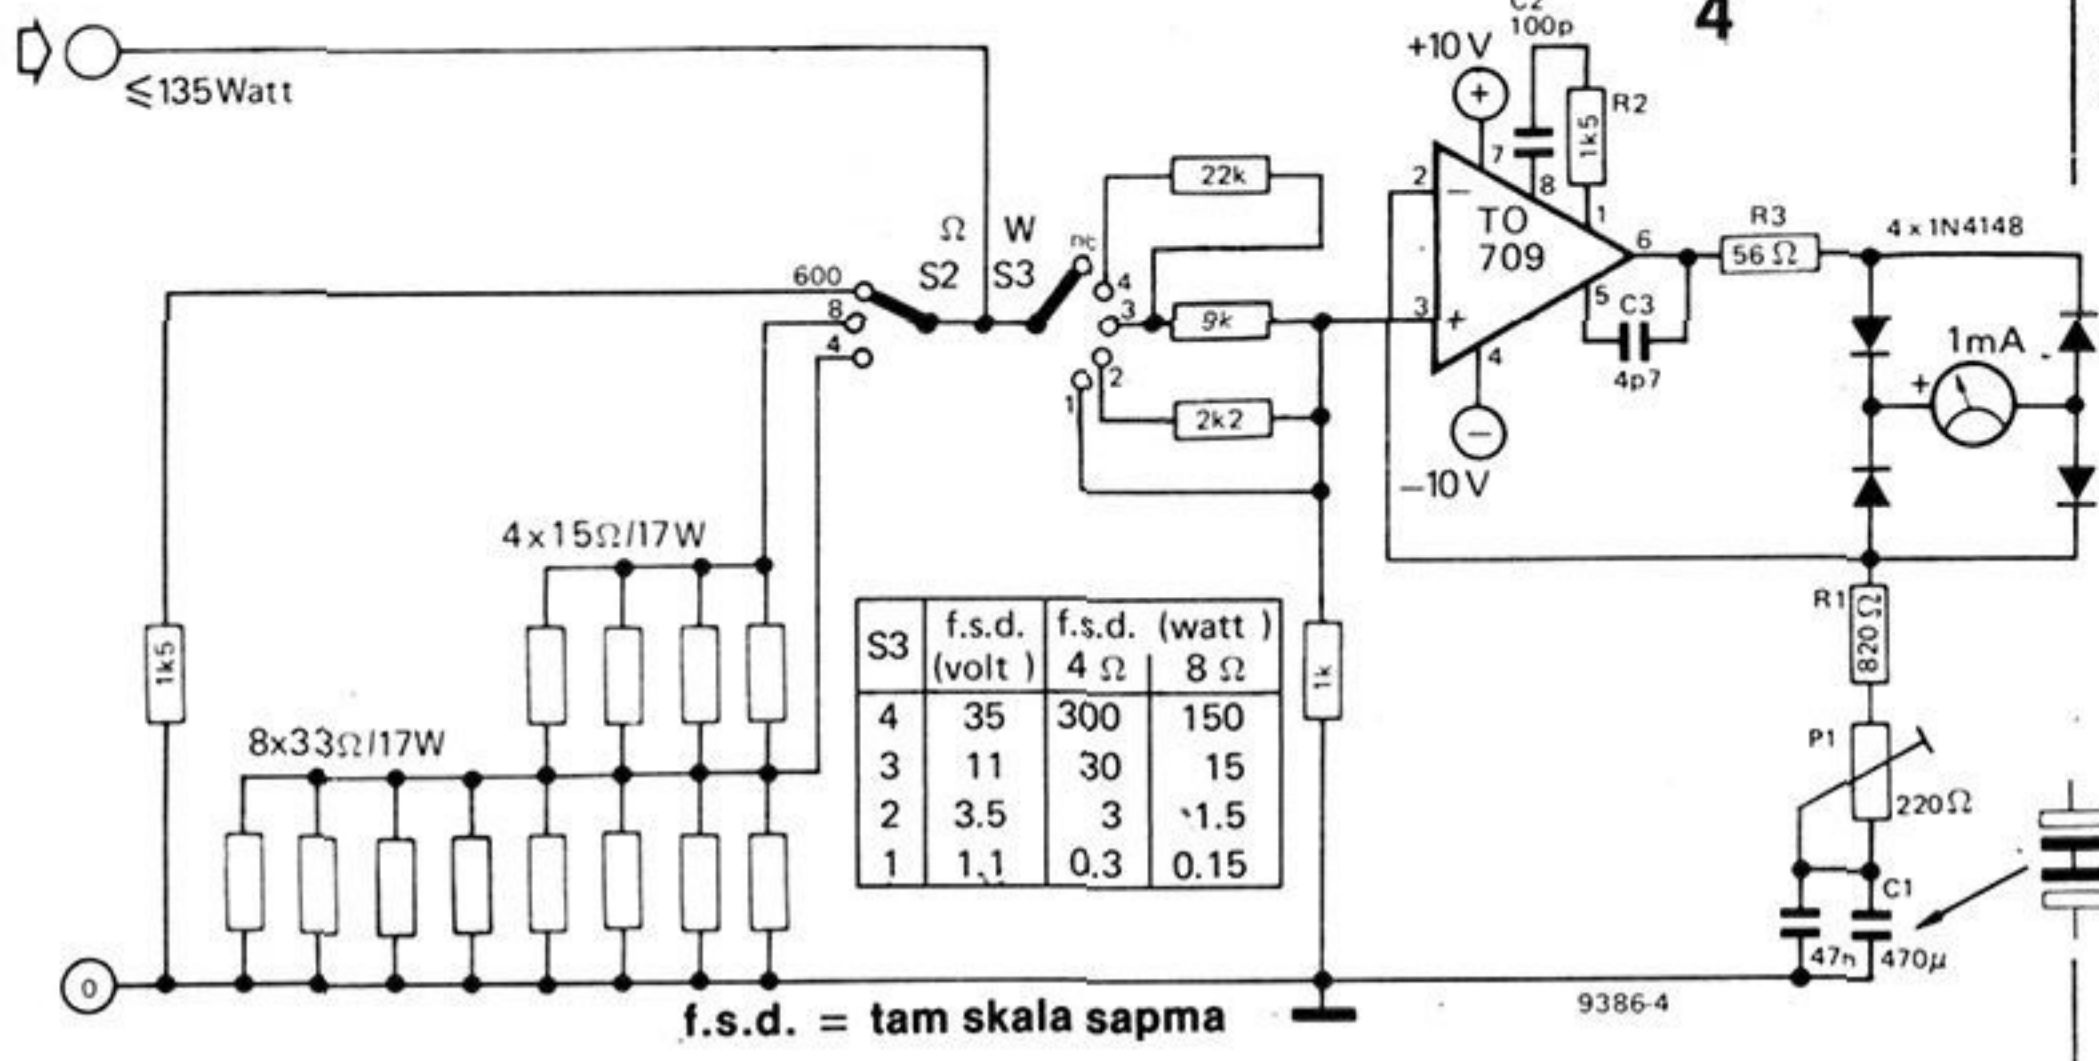 4
C2
100p
+10 V
+
R2
1k5
≤135Watt
7
8
1
2
−
TO
709
3
+
6
5
4
C3
4p7
−
−10V
R3
56 Ω
4 x 1N4148
1mA
+
22k
Ω W
S2 S3
nc
600
8
4
4
3
2
1
9k
2k2
4x15Ω/17W
8x33Ω/17W
1k5
1k
S3 f.s.d. (volt) f.s.d. (watt)
4 Ω 8 Ω
4 35 300 150
3 11 30 15
2 3.5 3 1.5
1 1.1 0.3 0.15
R1
820 Ω
P1
220Ω
C1
47n
470µ
0
9386-4
f.s.d. = tam skala sapma